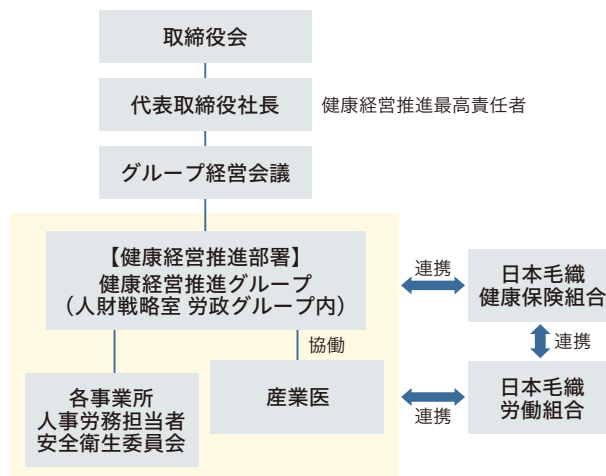 取締役会
代表取締役社長
健康経営推進最高責任者
グループ経営会議
【健康経営推進部署】
健康経営推進グループ
（人財戦略室 労政グループ内）
連携
日本毛織
健康保険組合
協働
連携
各事業所
人事労務担当者
安全衛生委員会
産業医
連携
日本毛織
労働組合